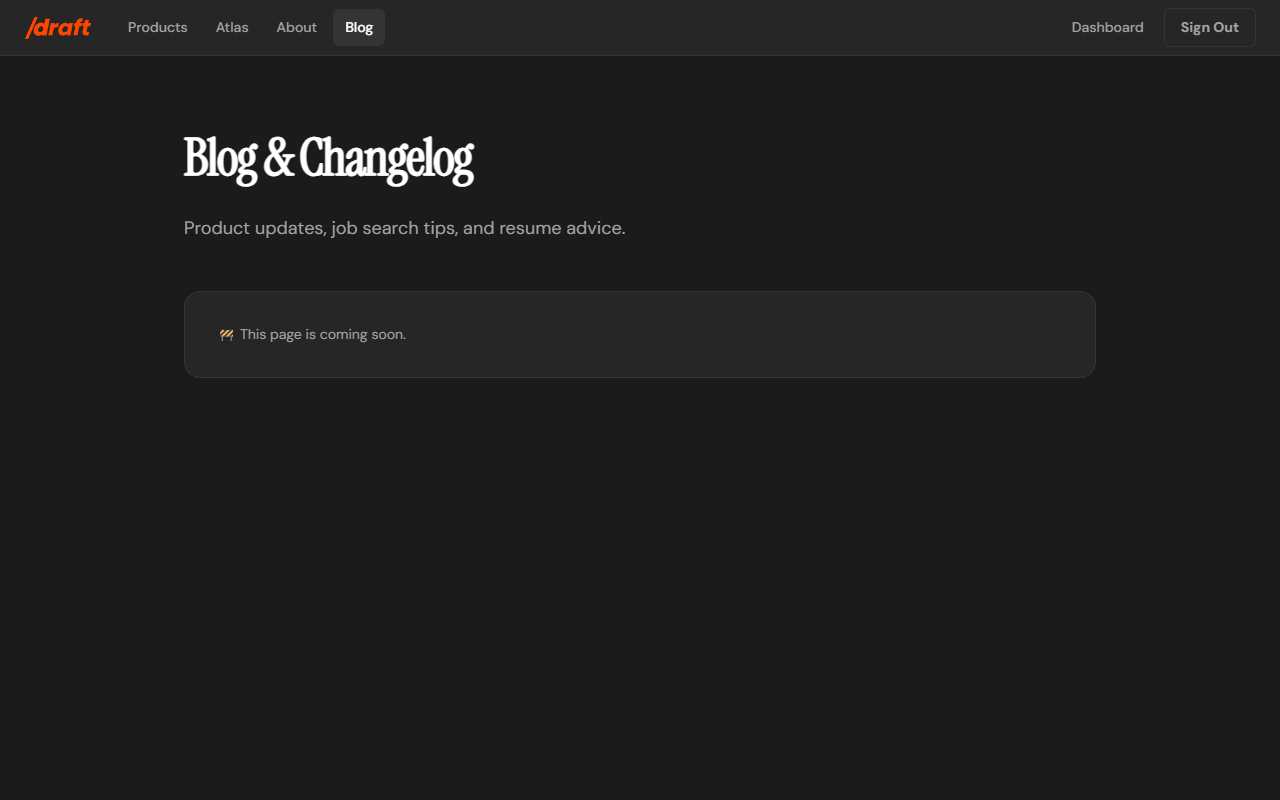 /draft Products Atlas About Blog Dashboard Sign Out
Blog & Changelog
Product updates, job search tips, and resume advice.
🚧 This page is coming soon.